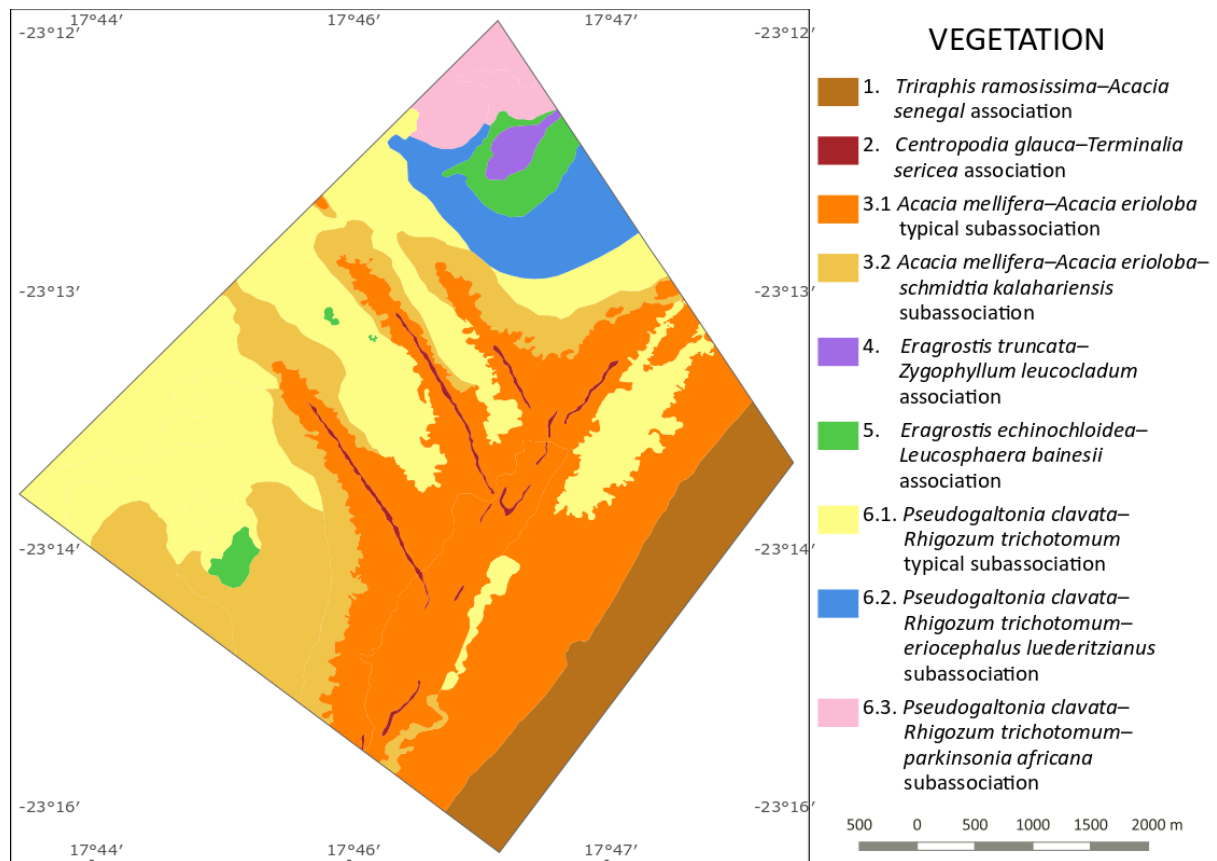 17°44′ 17°46′ 17°47′
-23°12′ -23°12′
-23°13′ -23°13′
-23°14′ -23°14′
-23°16′ -23°16′
17°44′ 17°46′ 17°47′
VEGETATION
1. Triraphis ramosissima–Acacia
senegal association
2. Centropodia glauca–Terminalia
sericea association
3.1 Acacia mellifera–Acacia erioloba
typical subassociation
3.2 Acacia mellifera–Acacia erioloba–
schmidtia kalahariensis
subassociation
4. Eragrostis truncata–
Zygophyllum leucocladum
association
5. Eragrostis echinochloidea–
Leucosphaera bainesii
association
6.1. Pseudogaltonia clavata–
Rhigozum trichotomum
typical subassociation
6.2. Pseudogaltonia clavata–
Rhigozum trichotomum–
eriocephalus luederitzianus
subassociation
6.3. Pseudogaltonia clavata–
Rhigozum trichotomum–
parkinsonia africana
subassociation
500 0 500 1000 1500 2000 m